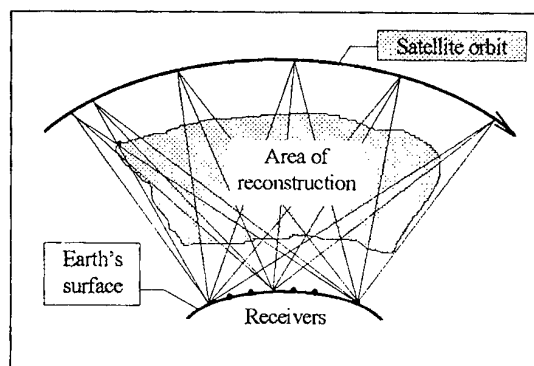 Satellite orbit
Area of
reconstruction
Earth's
surface
Receivers